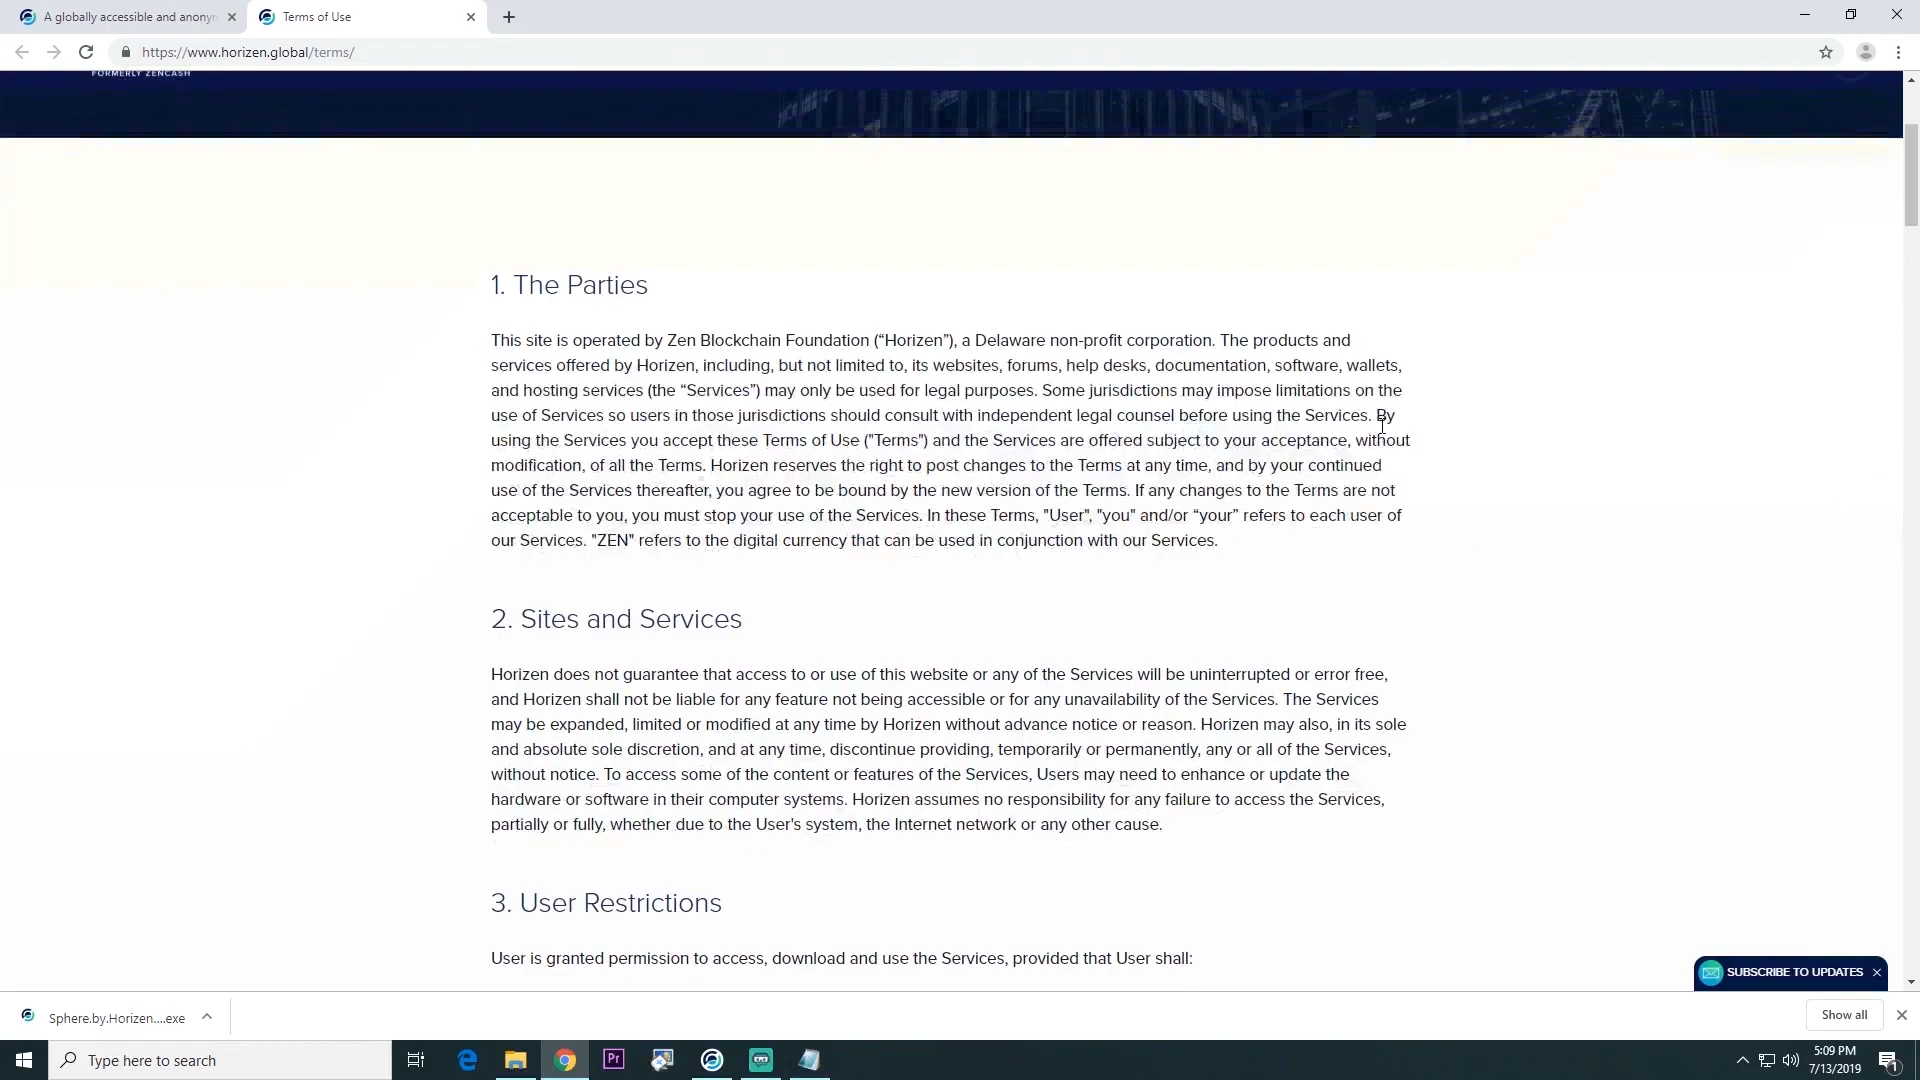 A globally accessible and anonym
Terms of Use
https://www.horizen.global/terms/
FORMERLY ZENCASH
1. The Parties
This site is operated by Zen Blockchain Foundation (“Horizen”), a Delaware non-profit corporation. The products and
services offered by Horizen, including, but not limited to, its websites, forums, help desks, documentation, software, wallets,
and hosting services (the “Services”) may only be used for legal purposes. Some jurisdictions may impose limitations on the
use of Services so users in those jurisdictions should consult with independent legal counsel before using the Services. By
using the Services you accept these Terms of Use ("Terms") and the Services are offered subject to your acceptance, without
modification, of all the Terms. Horizen reserves the right to post changes to the Terms at any time, and by your continued
use of the Services thereafter, you agree to be bound by the new version of the Terms. If any changes to the Terms are not
acceptable to you, you must stop your use of the Services. In these Terms, "User", "you" and/or “your” refers to each user of
our Services. "ZEN" refers to the digital currency that can be used in conjunction with our Services.
2. Sites and Services
Horizen does not guarantee that access to or use of this website or any of the Services will be uninterrupted or error free,
and Horizen shall not be liable for any feature not being accessible or for any unavailability of the Services. The Services
may be expanded, limited or modified at any time by Horizen without advance notice or reason. Horizen may also, in its sole
and absolute sole discretion, and at any time, discontinue providing, temporarily or permanently, any or all of the Services,
without notice. To access some of the content or features of the Services, Users may need to enhance or update the
hardware or software in their computer systems. Horizen assumes no responsibility for any failure to access the Services,
partially or fully, whether due to the User's system, the Internet network or any other cause.
3. User Restrictions
User is granted permission to access, download and use the Services, provided that User shall:
SUBSCRIBE TO UPDATES
Sphere.by.Horizen....exe
Show all
Type here to search
Pr
5:09 PM
7/13/2019
1